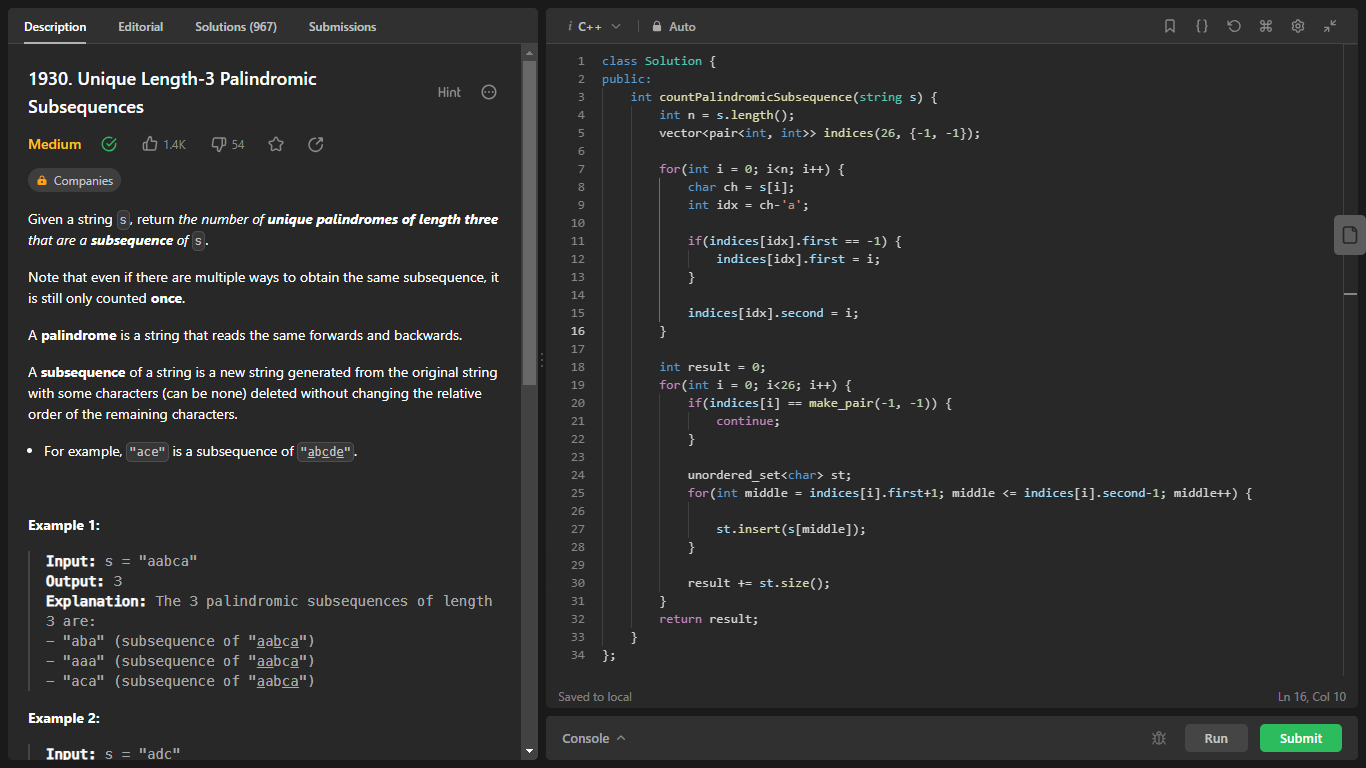 Description Editorial Solutions (967) Submissions
1930. Unique Length-3 Palindromic
Subsequences
Hint
Medium 1.4K 54
Companies
Given a string s, return the number of unique palindromes of length three
that are a subsequence of s.
Note that even if there are multiple ways to obtain the same subsequence, it
is still only counted once.
A palindrome is a string that reads the same forwards and backwards.
A subsequence of a string is a new string generated from the original string
with some characters (can be none) deleted without changing the relative
order of the remaining characters.
• For example, "ace" is a subsequence of "abcde".
Example 1:
Input: s = "aabca"
Output: 3
Explanation: The 3 palindromic subsequences of length
3 are:
- "aba" (subsequence of "aabca")
- "aaa" (subsequence of "aabca")
- "aca" (subsequence of "aabca")
Example 2:
Input: s = "adc"
i C++ Auto
1 class Solution {
2 public:
3 int countPalindromicSubsequence(string s) {
4 int n = s.length();
5 vector<pair<int, int>> indices(26, {-1, -1});
6
7 for(int i = 0; i<n; i++) {
8 char ch = s[i];
9 int idx = ch-'a';
10
11 if(indices[idx].first == -1) {
12 indices[idx].first = i;
13 }
14
15 indices[idx].second = i;
16 }
17
18 int result = 0;
19 for(int i = 0; i<26; i++) {
20 if(indices[i] == make_pair(-1, -1)) {
21 continue;
22 }
23
24 unordered_set<char> st;
25 for(int middle = indices[i].first+1; middle <= indices[i].second-1; middle++) {
26
27 st.insert(s[middle]);
28 }
29
30 result += st.size();
31 }
32 return result;
33 }
34 };
Saved to local Ln 16, Col 10
Console Run Submit